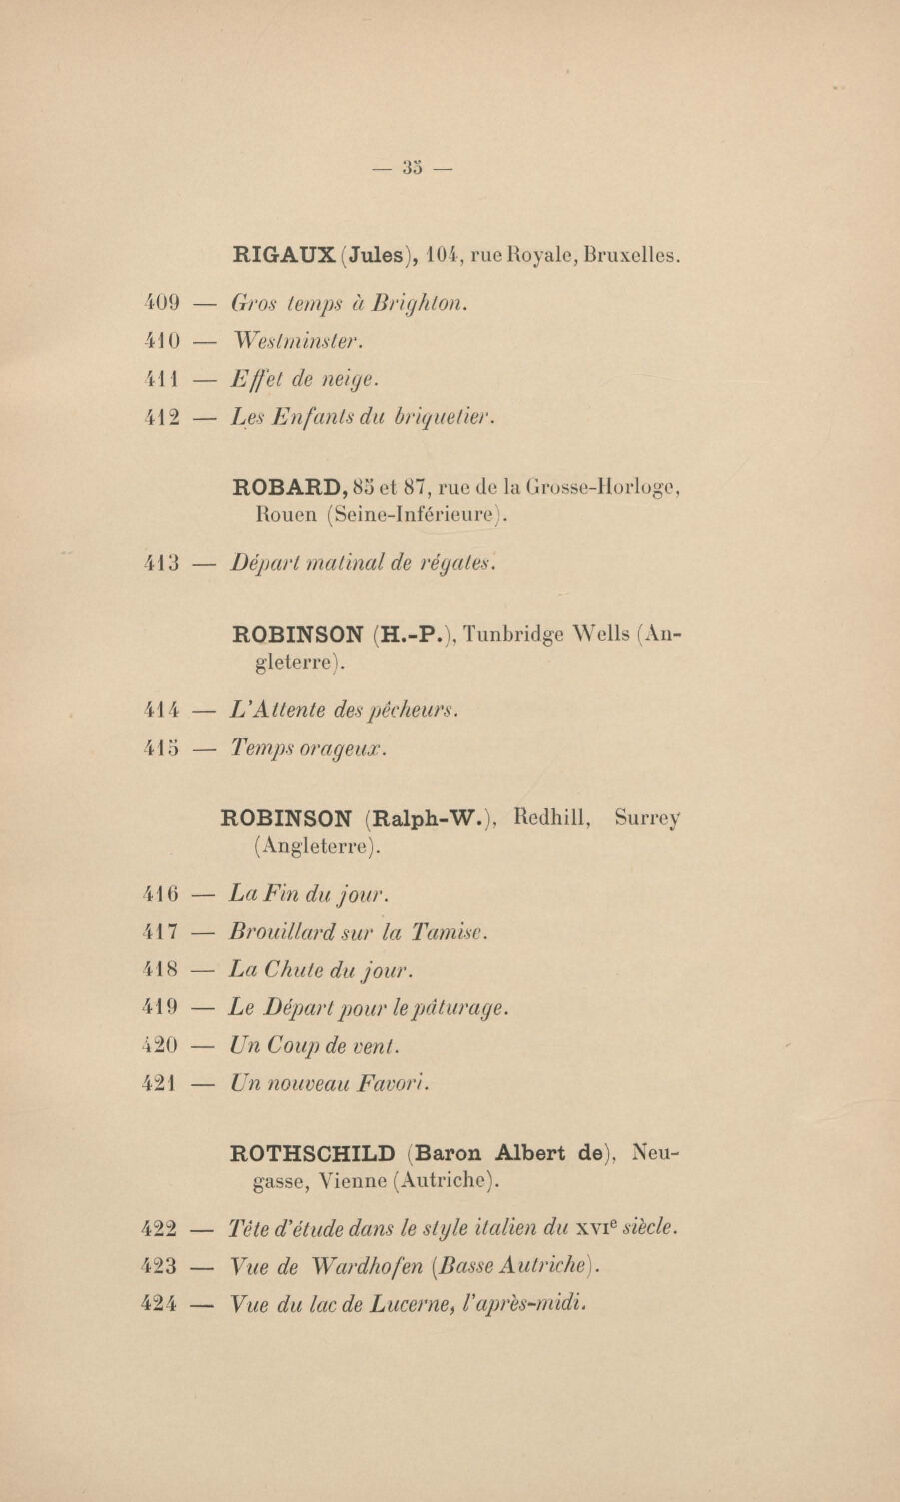 — 35 —
RIGAUX (Jules), 104, rue Royale, Bruxelles.
409 — Gros temps à Brighton.
410 — Westminster.
411 — Effet de neige.
412 — Les Enfants du briquetier.
ROBARD, 85 et 87, rue de la Grosse-Horloge,
Rouen (Seine-Inférieure).
413 — Départ matinal de régates.
ROBINSON (H.-P.), Tunbridge Wells (An-
gleterre).
414 — L'Attente des pêcheurs.
415 — Temps orageux.
ROBINSON (Ralph-W.), Redhill, Surrey
(Angleterre).
416 — La Fin du jour.
417 — Brouillard sur la Tamise.
418 — La Chute du jour.
419 — Le Départ pour le pâturage.
420 — Un Coup de vent.
421 — Un nouveau Favori.
ROTHSCHILD (Baron Albert de), Neu-
gasse, Vienne (Autriche).
422 — Tête d'étude dans le style italien du XVIe siècle.
423 — Vue de Wardhofen (Basse Autriche).
424 — Vue du lac de Lucerne, l'après-midi.